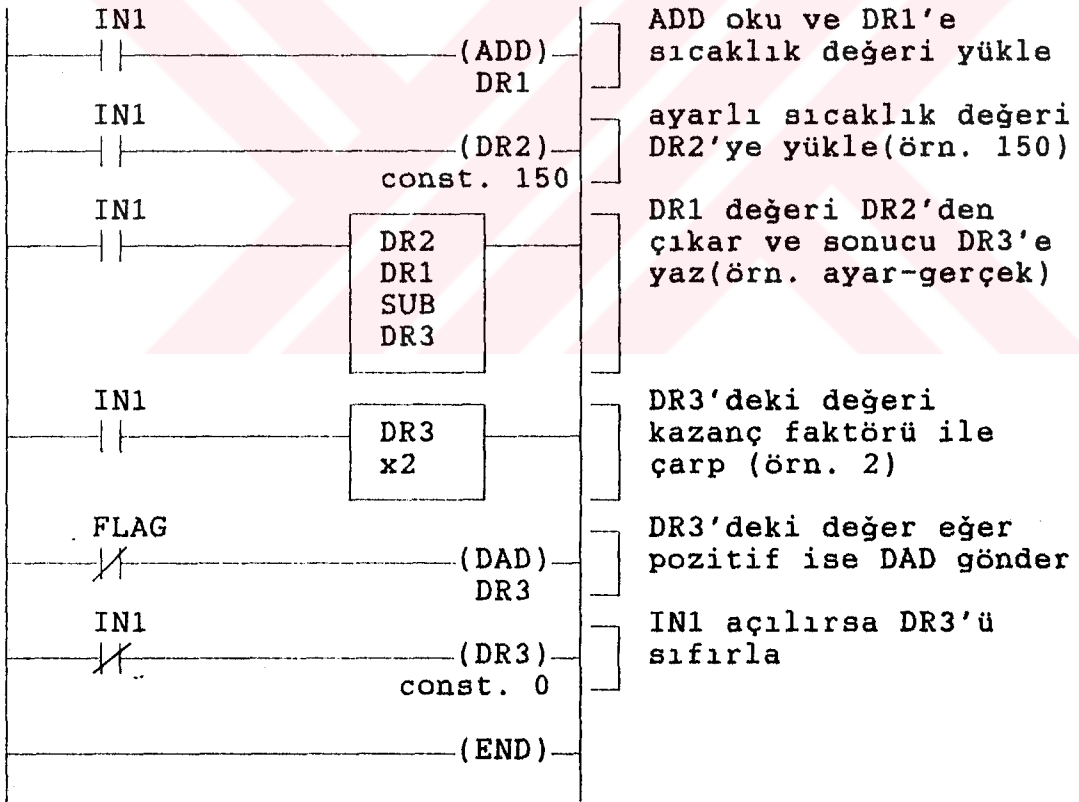 IN1
(ADD)
DR1
ADD oku ve DR1'e
sıcaklık değeri yükle
IN1
(DR2)
const. 150
ayarlı sıcaklık değeri
DR2'ye yükle(örn. 150)
IN1
DR2
DR1
SUB
DR3
DR1 değeri DR2'den
çıkar ve sonucu DR3'e
yaz(örn. ayar-gerçek)
IN1
DR3
x2
DR3'deki değeri
kazanç faktörü ile
çarp (örn. 2)
FLAG
(DAD)
DR3
DR3'deki değer eğer
pozitif ise DAD gönder
IN1
(DR3)
const. 0
IN1 açılırsa DR3'ü
sıfırla
(END)